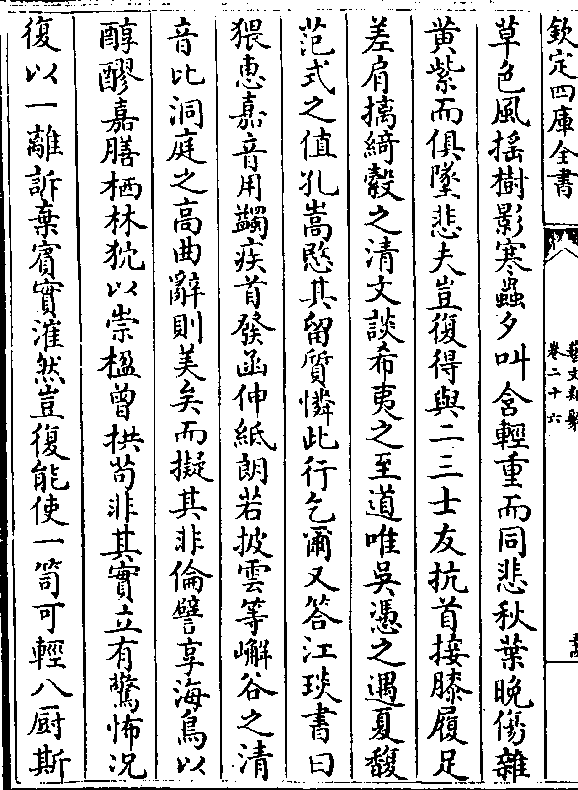 欽定四庫全書
藝文類聚
卷二十六
草色風揺樹影寒蟲夕叫含輕重而同悲秋葉晚傷雜
黄紫而俱墜悲夫豈復得與二三士友抗首接膝履足
差肩摛綺縠之清文談希夷之至道唯吳憑之遇夏馥
范式之值孔嵩愍其留質憐此行乞爾又答江琰書曰
猥惠嘉音用蠲疾首發函伸紙朗若披雲等嶰谷之清
音比洞庭之高曲辭則美矣而擬其非倫譬享海鳥以
醇醪嘉膳栖林狖以崇楹曾拱苟非其實立有驚怖況
復以一離訴棄賓實漼然豈復能使一笥可輕八厨斯